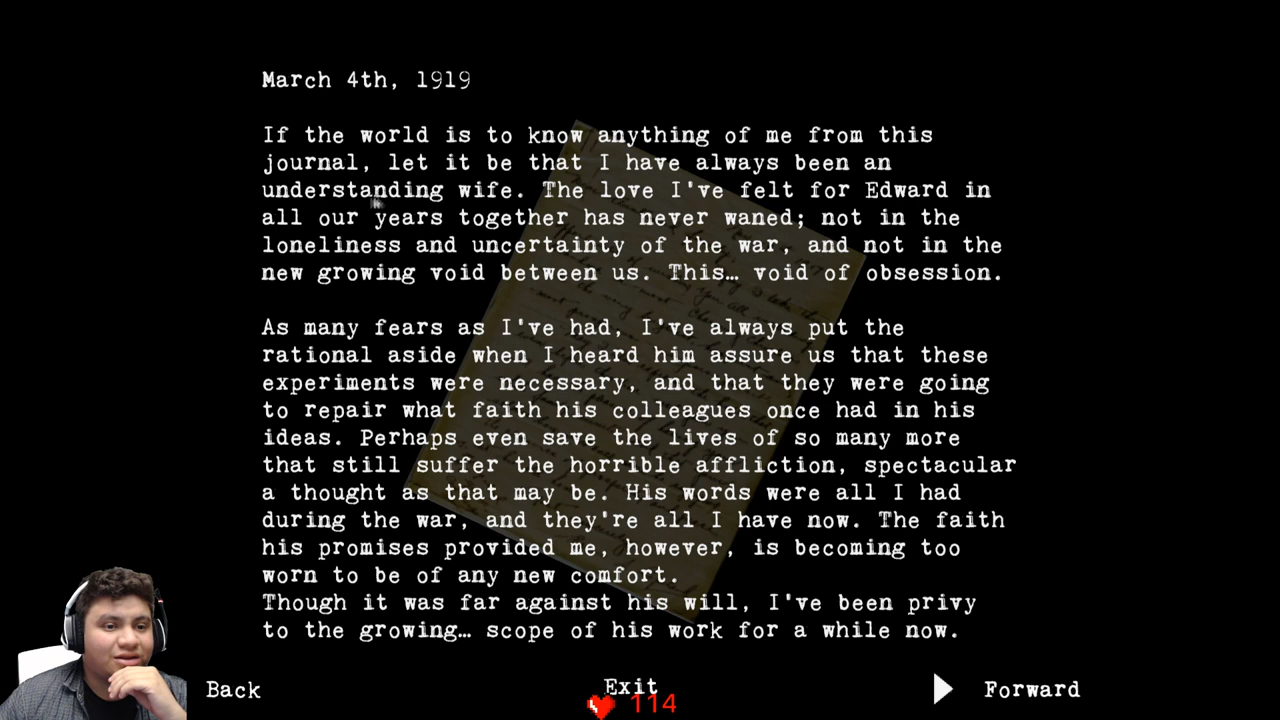 March 4th, 1919
If the world is to know anything of me from this
journal, let it be that I have always been an
understanding wife. The love I've felt for Edward in
all our years together has never waned; not in the
loneliness and uncertainty of the war, and not in the
new growing void between us. This… void of obsession.
As many fears as I've had, I've always put the
rational aside when I heard him assure us that these
experiments were necessary, and that they were going
to repair what faith his colleagues once had in his
ideas. Perhaps even save the lives of so many more
that still suffer the horrible affliction, spectacular
a thought as that may be. His words were all I had
during the war, and they're all I have now. The faith
his promises provided me, however, is becoming too
worn to be of any new comfort.
Though it was far against his will, I've been privy
to the growing… scope of his work for a while now.
Back
Exit
Forward
114